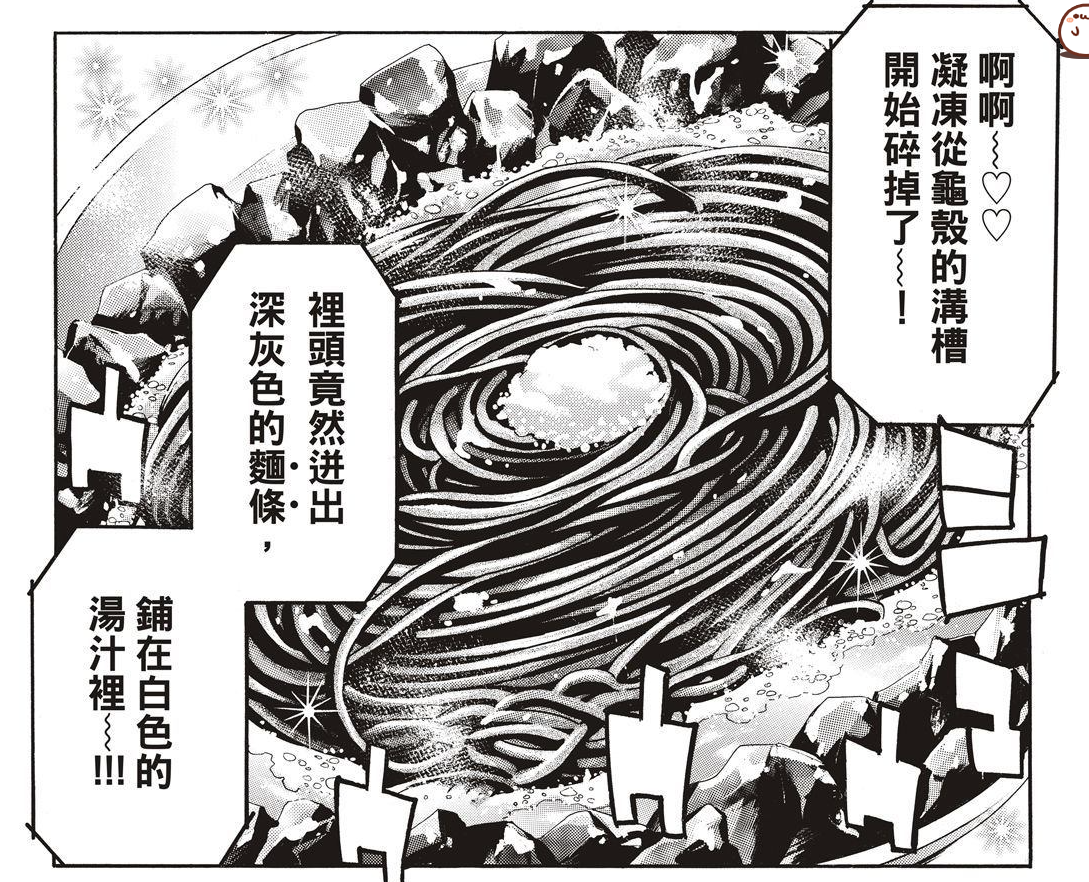 啊啊~♡♡
凝凍從龜殼的溝槽
開始碎掉了~!
裡頭竟然迸出
深灰色的麵條，
鋪在白色的
湯汁裡~!!!